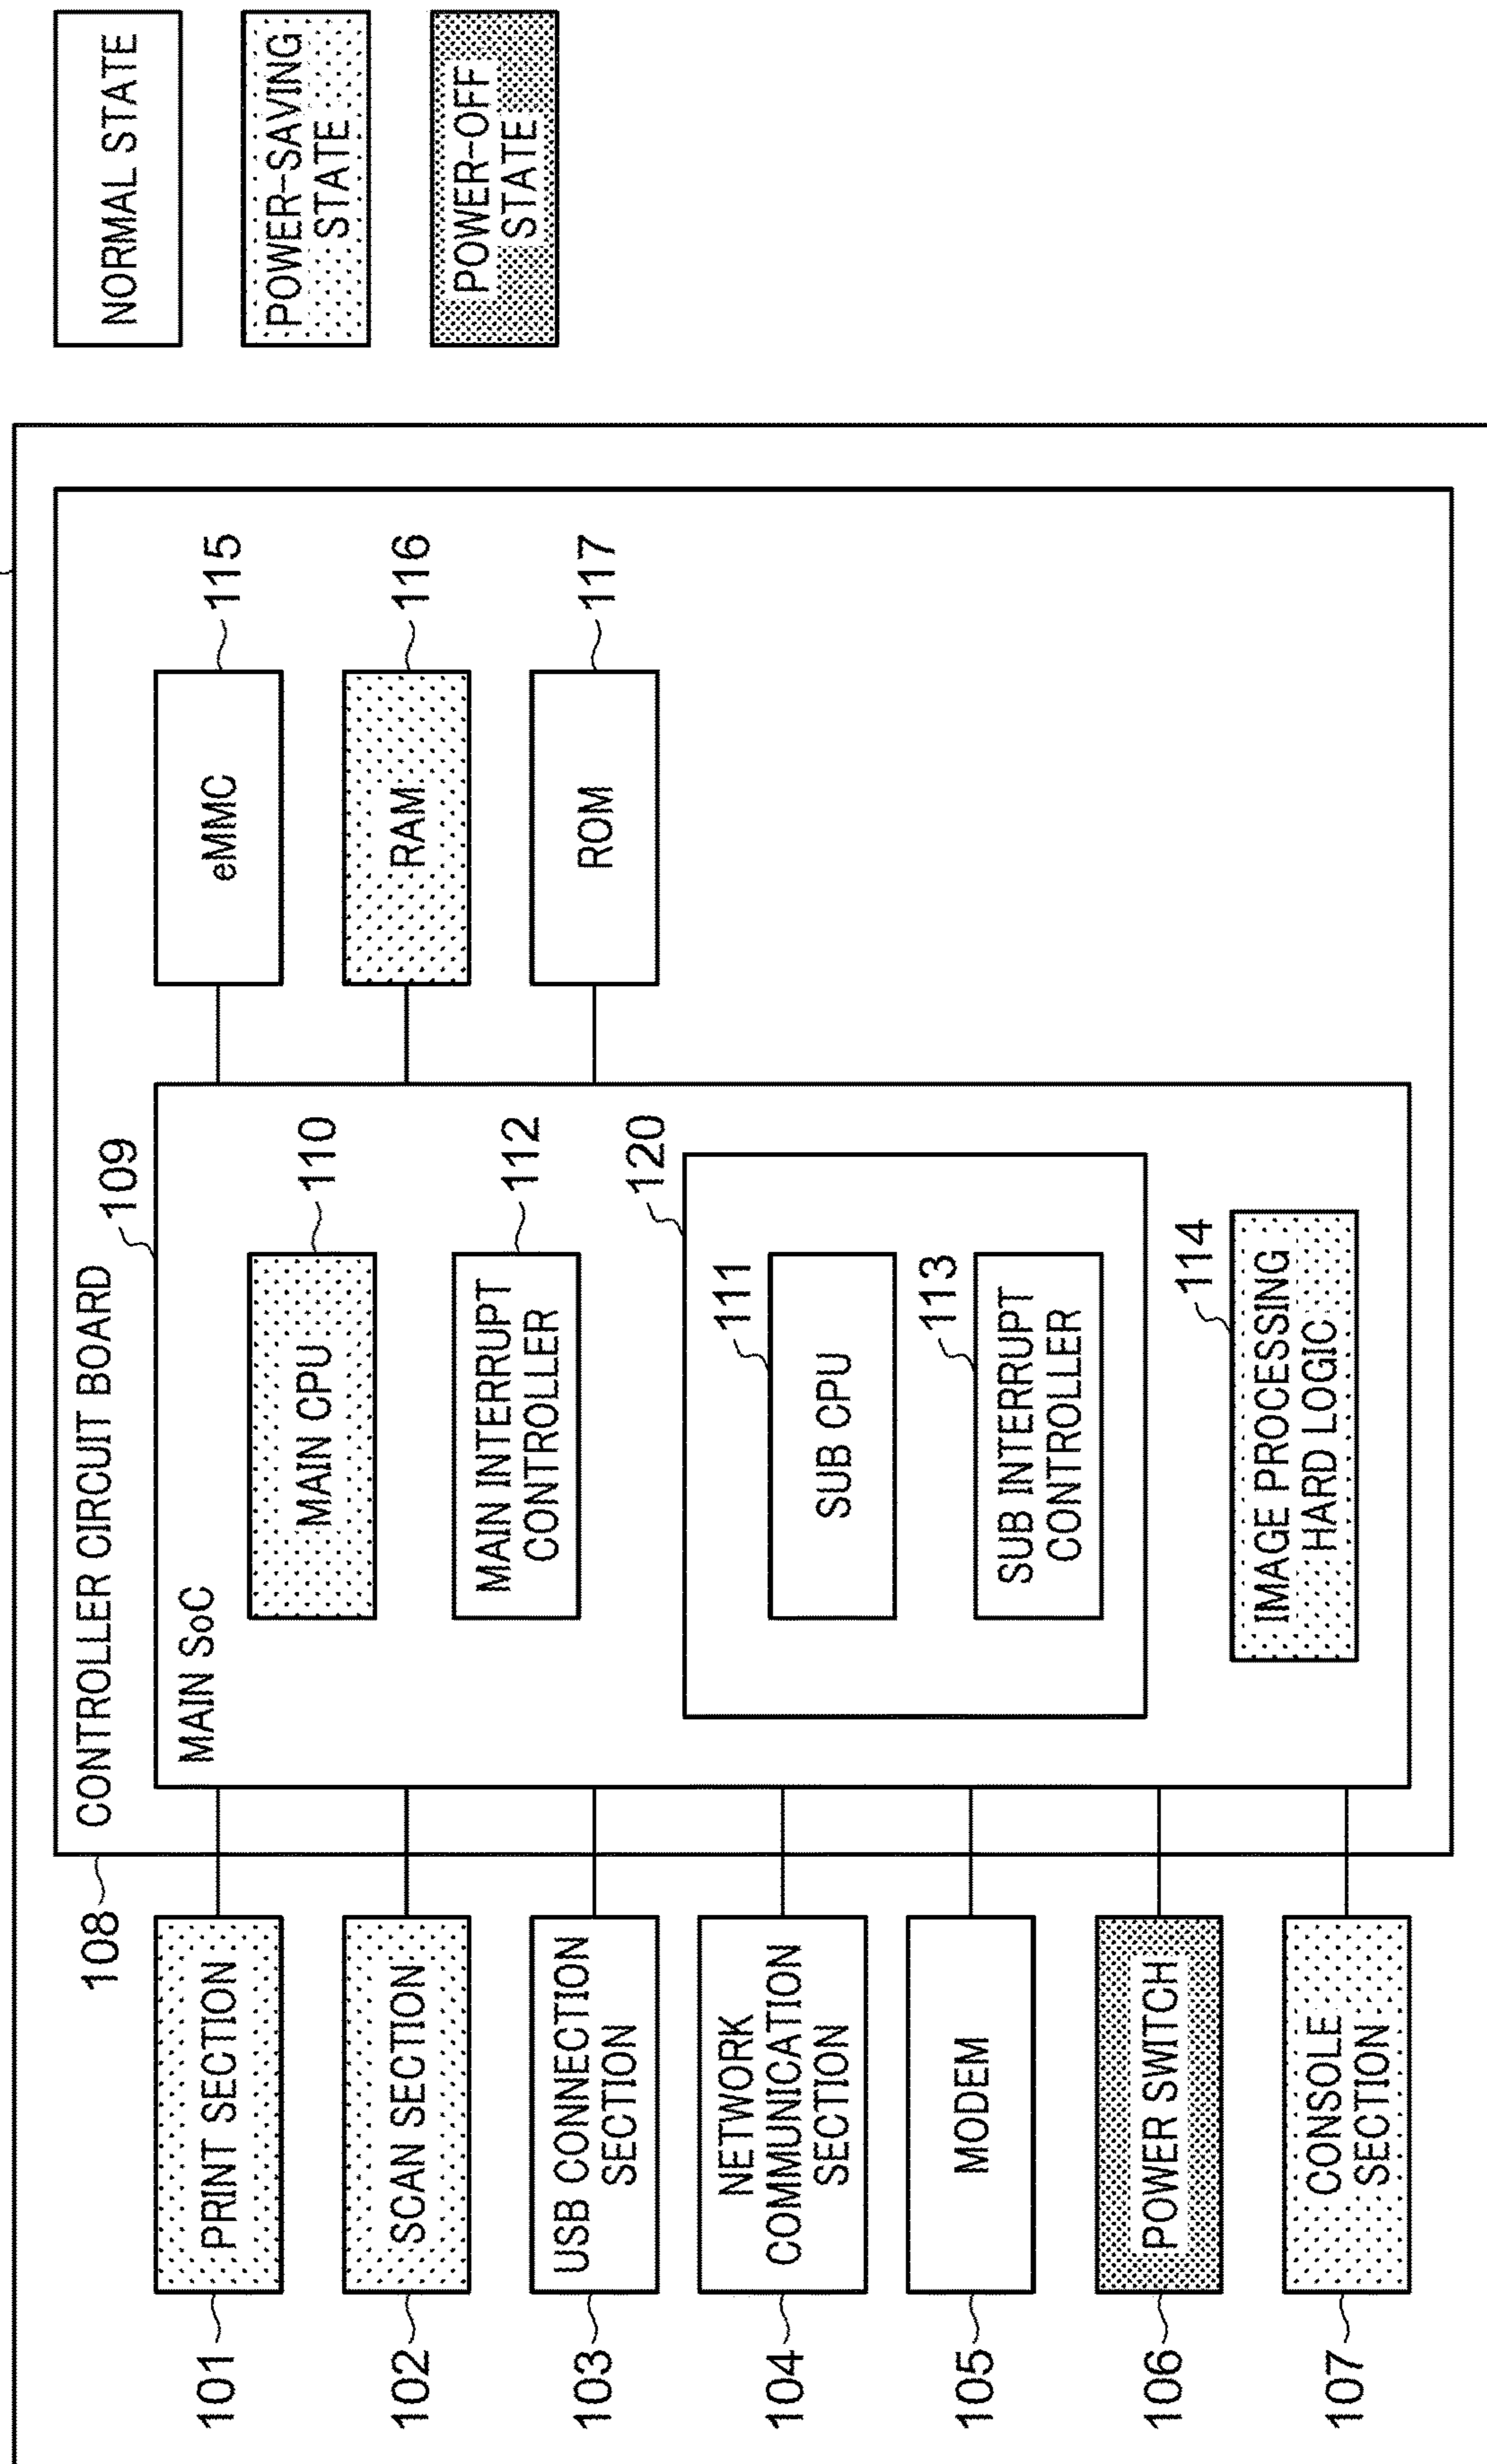 NORMAL STATE
POWER-SAVING
STATE
POWER-OFF
STATE
108
CONTROLLER CIRCUIT BOARD
109
MAIN SoC
101
PRINT SECTION
102
SCAN SECTION
103
USB CONNECTION
SECTION
104
NETWORK
COMMUNICATION
SECTION
105
MODEM
106
POWER SWITCH
107
CONSOLE
SECTION
110
MAIN CPU
112
MAIN INTERRUPT
CONTROLLER
120
111
SUB CPU
113
SUB INTERRUPT
CONTROLLER
114
IMAGE PROCESSING
HARD LOGIC
115
eMMC
116
RAM
117
ROM